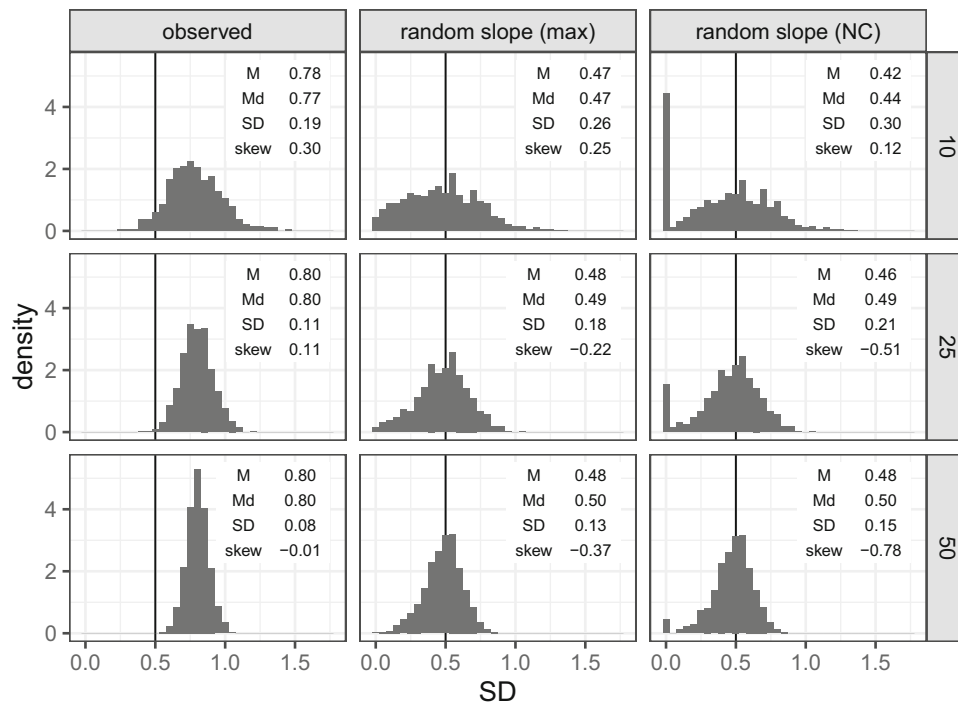 observed
random slope (max)
random slope (NC)
M 0.78
Md 0.77
SD 0.19
skew 0.30
M 0.47
Md 0.47
SD 0.26
skew 0.25
M 0.42
Md 0.44
SD 0.30
skew 0.12
4
2
0
10
M 0.80
Md 0.80
SD 0.11
skew 0.11
M 0.48
Md 0.49
SD 0.18
skew −0.22
M 0.46
Md 0.49
SD 0.21
skew −0.51
4
2
0
25
density
M 0.80
Md 0.80
SD 0.08
skew −0.01
M 0.48
Md 0.50
SD 0.13
skew −0.37
M 0.48
Md 0.50
SD 0.15
skew −0.78
4
2
0
50
0.0 0.5 1.0 1.5
0.0 0.5 1.0 1.5
0.0 0.5 1.0 1.5
SD